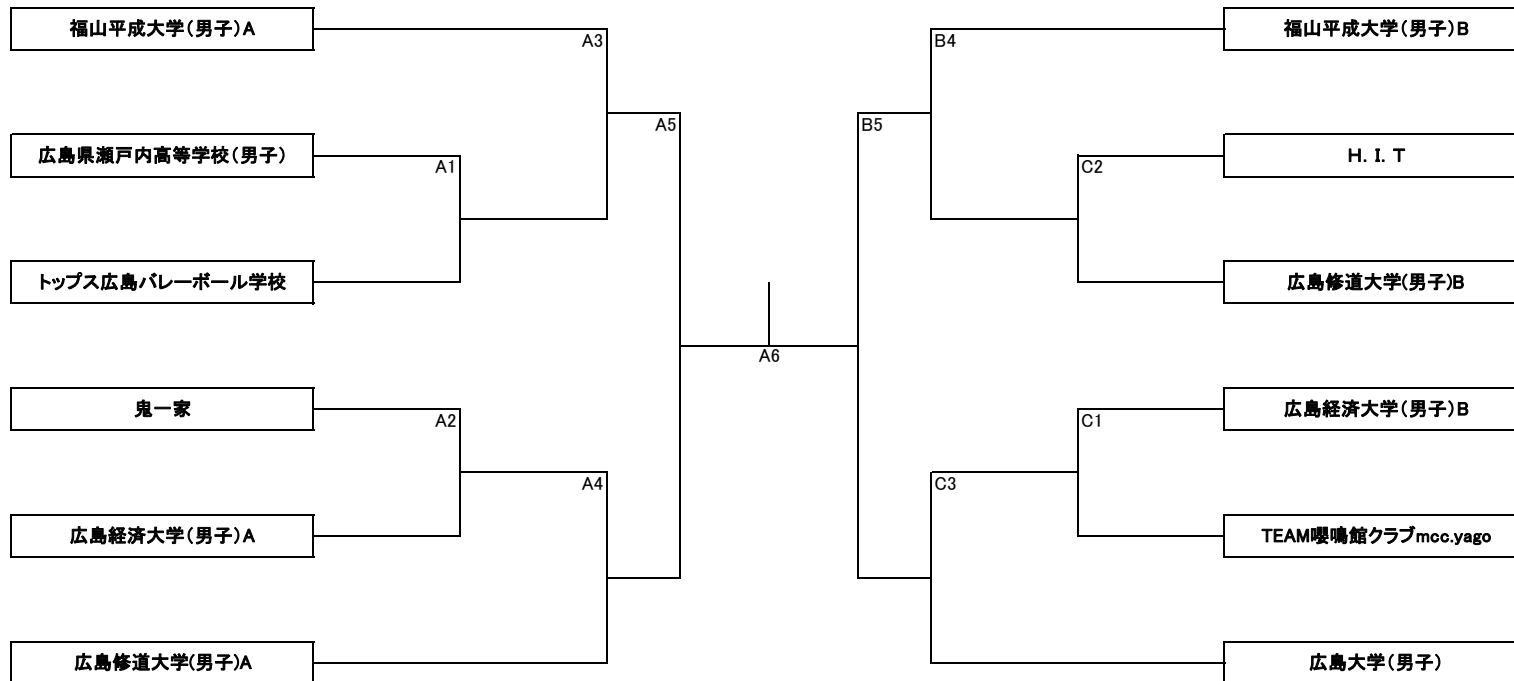 福山平成大学(男子)A
福山平成大学(男子)B
A3
B4
A5
B5
広島県瀬戸内高等学校(男子)
H.I.T
A1
C2
トップス広島バレーボール学校
広島修道大学(男子)B
A6
鬼一家
広島経済大学(男子)B
A2
C1
A4
C3
広島経済大学(男子)A
TEAM嚶鳴館クラブmcc.yago
広島修道大学(男子)A
広島大学(男子)